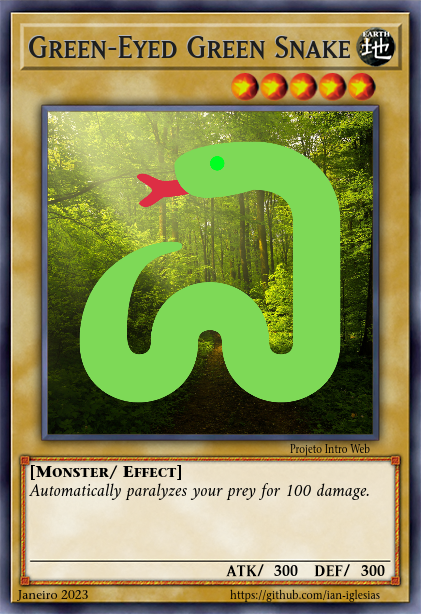 Green-Eyed Green Snake
EARTH
地
Projeto Intro Web
[Monster/ Effect]
Automatically paralyzes your prey for 100 damage.
ATK/ 300 DEF/ 300
Janeiro 2023 https://github.com/ian-iglesias